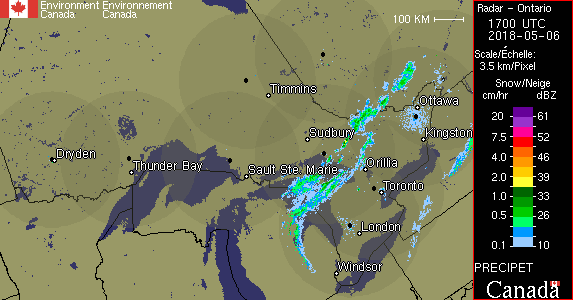 Environment Environnement
Canada Canada
100 KM
Timmins
Ottawa
Sudbury
Kingston
Dryden
Thunder Bay
Sault Ste. Marie
Orillia
Toronto
London
Windsor
Radar – Ontario
1700 UTC
2018-05-06
Scale/Échelle:
3.5 km/Pixel
Snow/Neige
cm/hr dBZ
20 61
7.5 52
4.0 46
2.0 39
1.0 33
0.5 26
0.1 10
PRECIPET
Canada